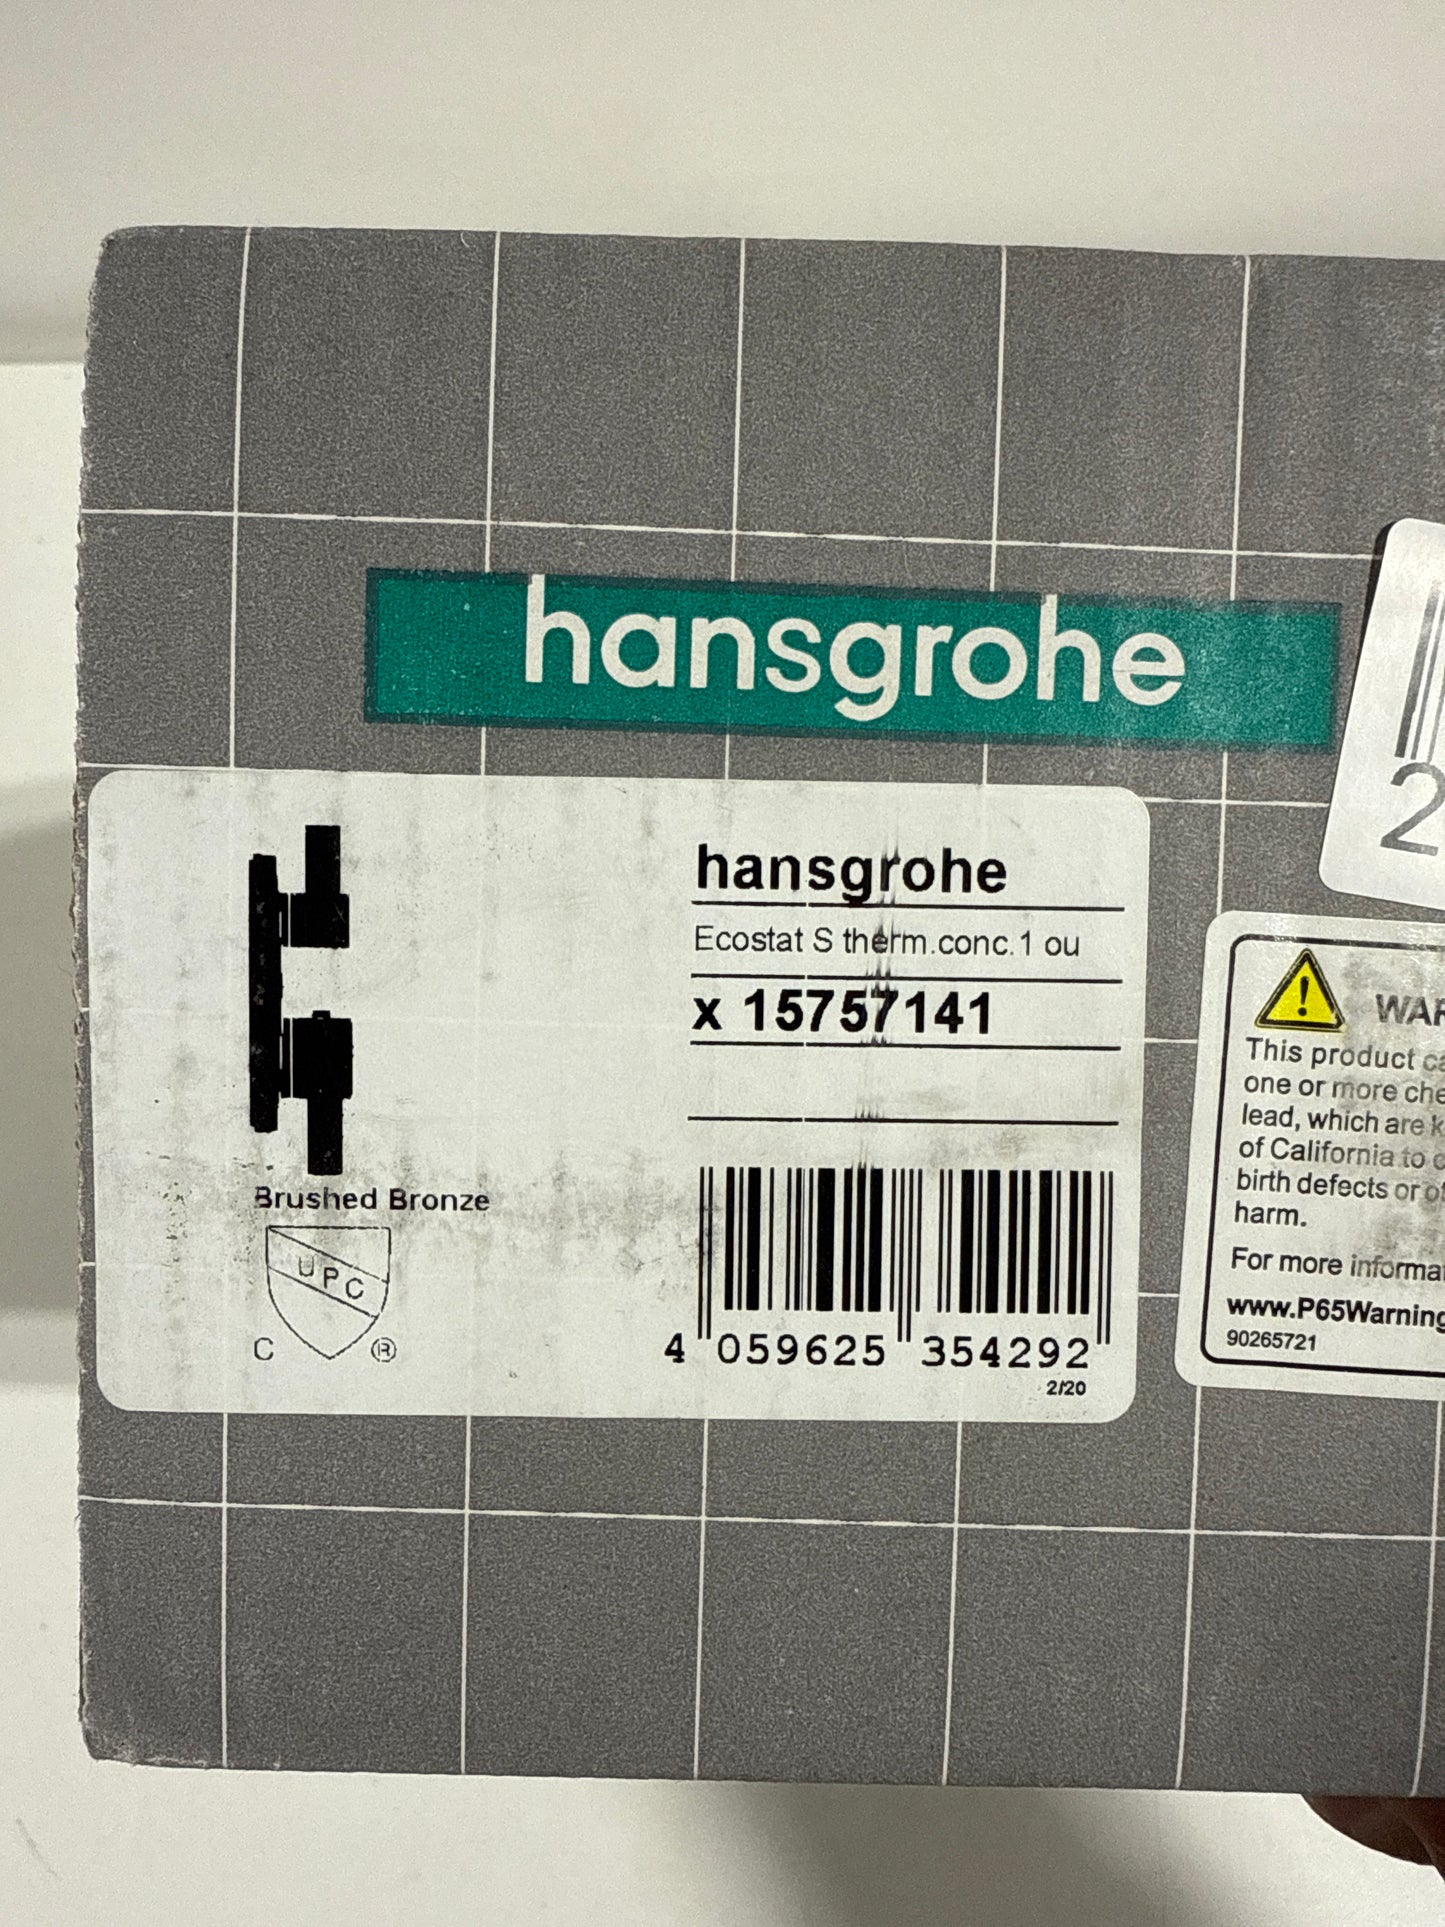 hansgrohe
2
hansgrohe
Ecostat S therm.conc.1 ou
x 15757141
Brushed Bronze
UPC
C ®
4 059625 354292
2/20
This product
one or more
lead, which are
of California to
birth defects or
harm.
For more
www.P65Warning
90265721